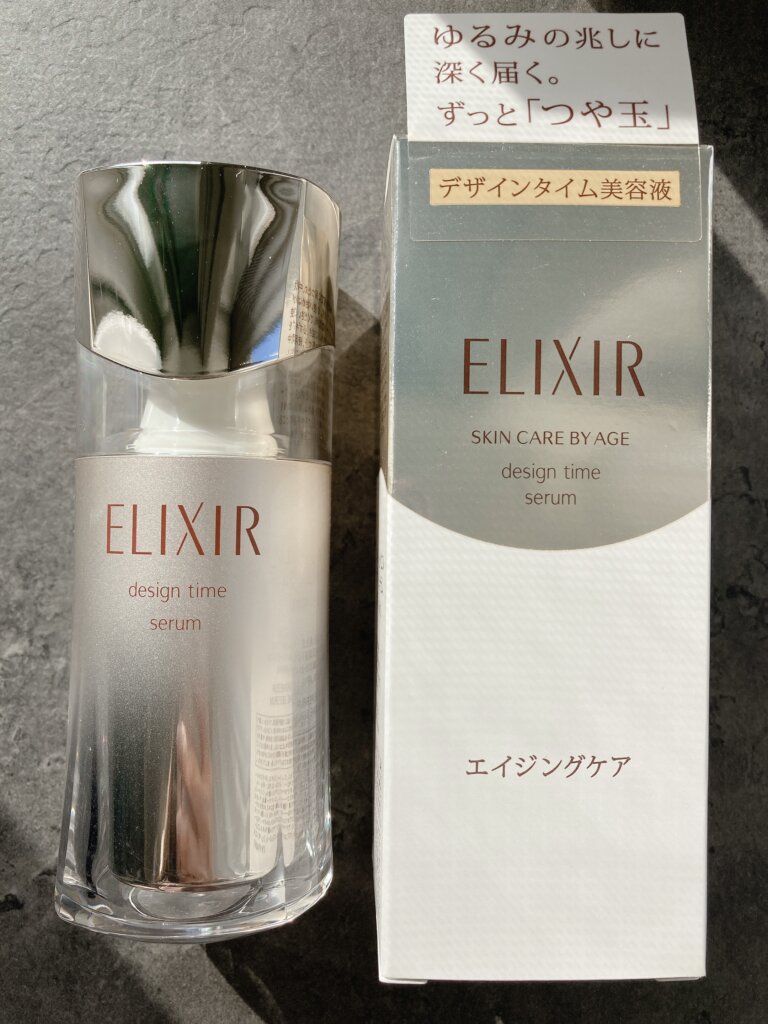 ゆるみの兆しに
深く届く。
ずっと「つや玉」
デザインタイム美容液
ELIXIR
SKIN CARE BY AGE
design time
serum
エイジングケア
ELIXIR
design time
serum